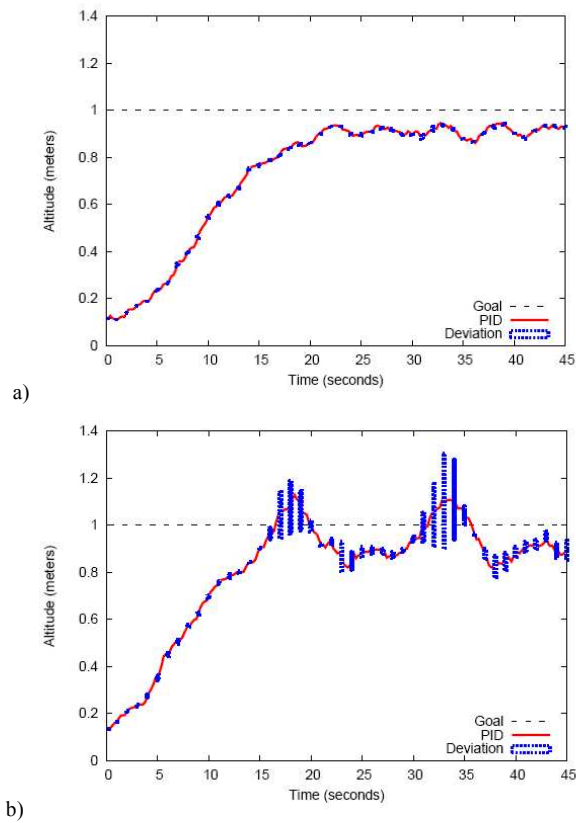 1.4
1.2
1
0.8
0.6
0.4
0.2
0
Altitude (meters)
Goal
PID
Deviation
0 5 10 15 20 25 30 35 40 45
Time (seconds)
a)
1.4
1.2
1
0.8
0.6
0.4
0.2
0
Altitude (meters)
Goal
PID
Deviation
0 5 10 15 20 25 30 35 40 45
Time (seconds)
b)